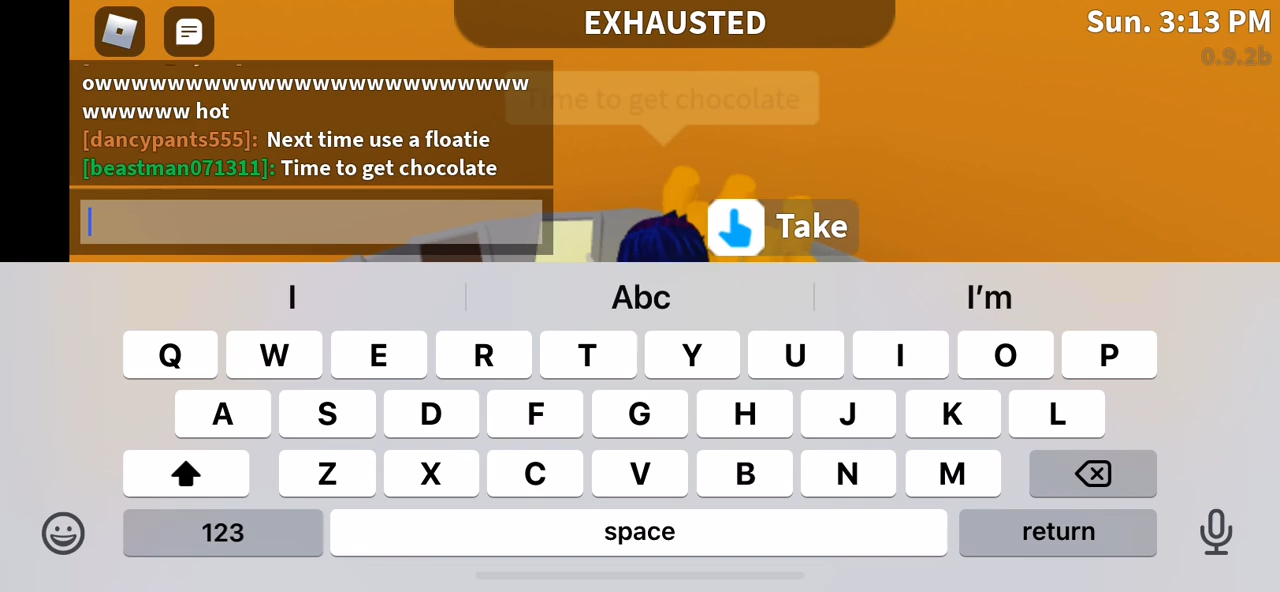 EXHAUSTED
Sun. 3:13 PM
0.9.2b
owwwwwwwwwwwwwwwwwwwwwwwwww
wwwwww hot
[dancypants555]: Next time use a floatie
[beastman071311]: Time to get chocolate
Time to get chocolate
Take
I
Abc
I'm
Q W E R T Y U I O P
A S D F G H J K L
Z X C V B N M
123
space
return